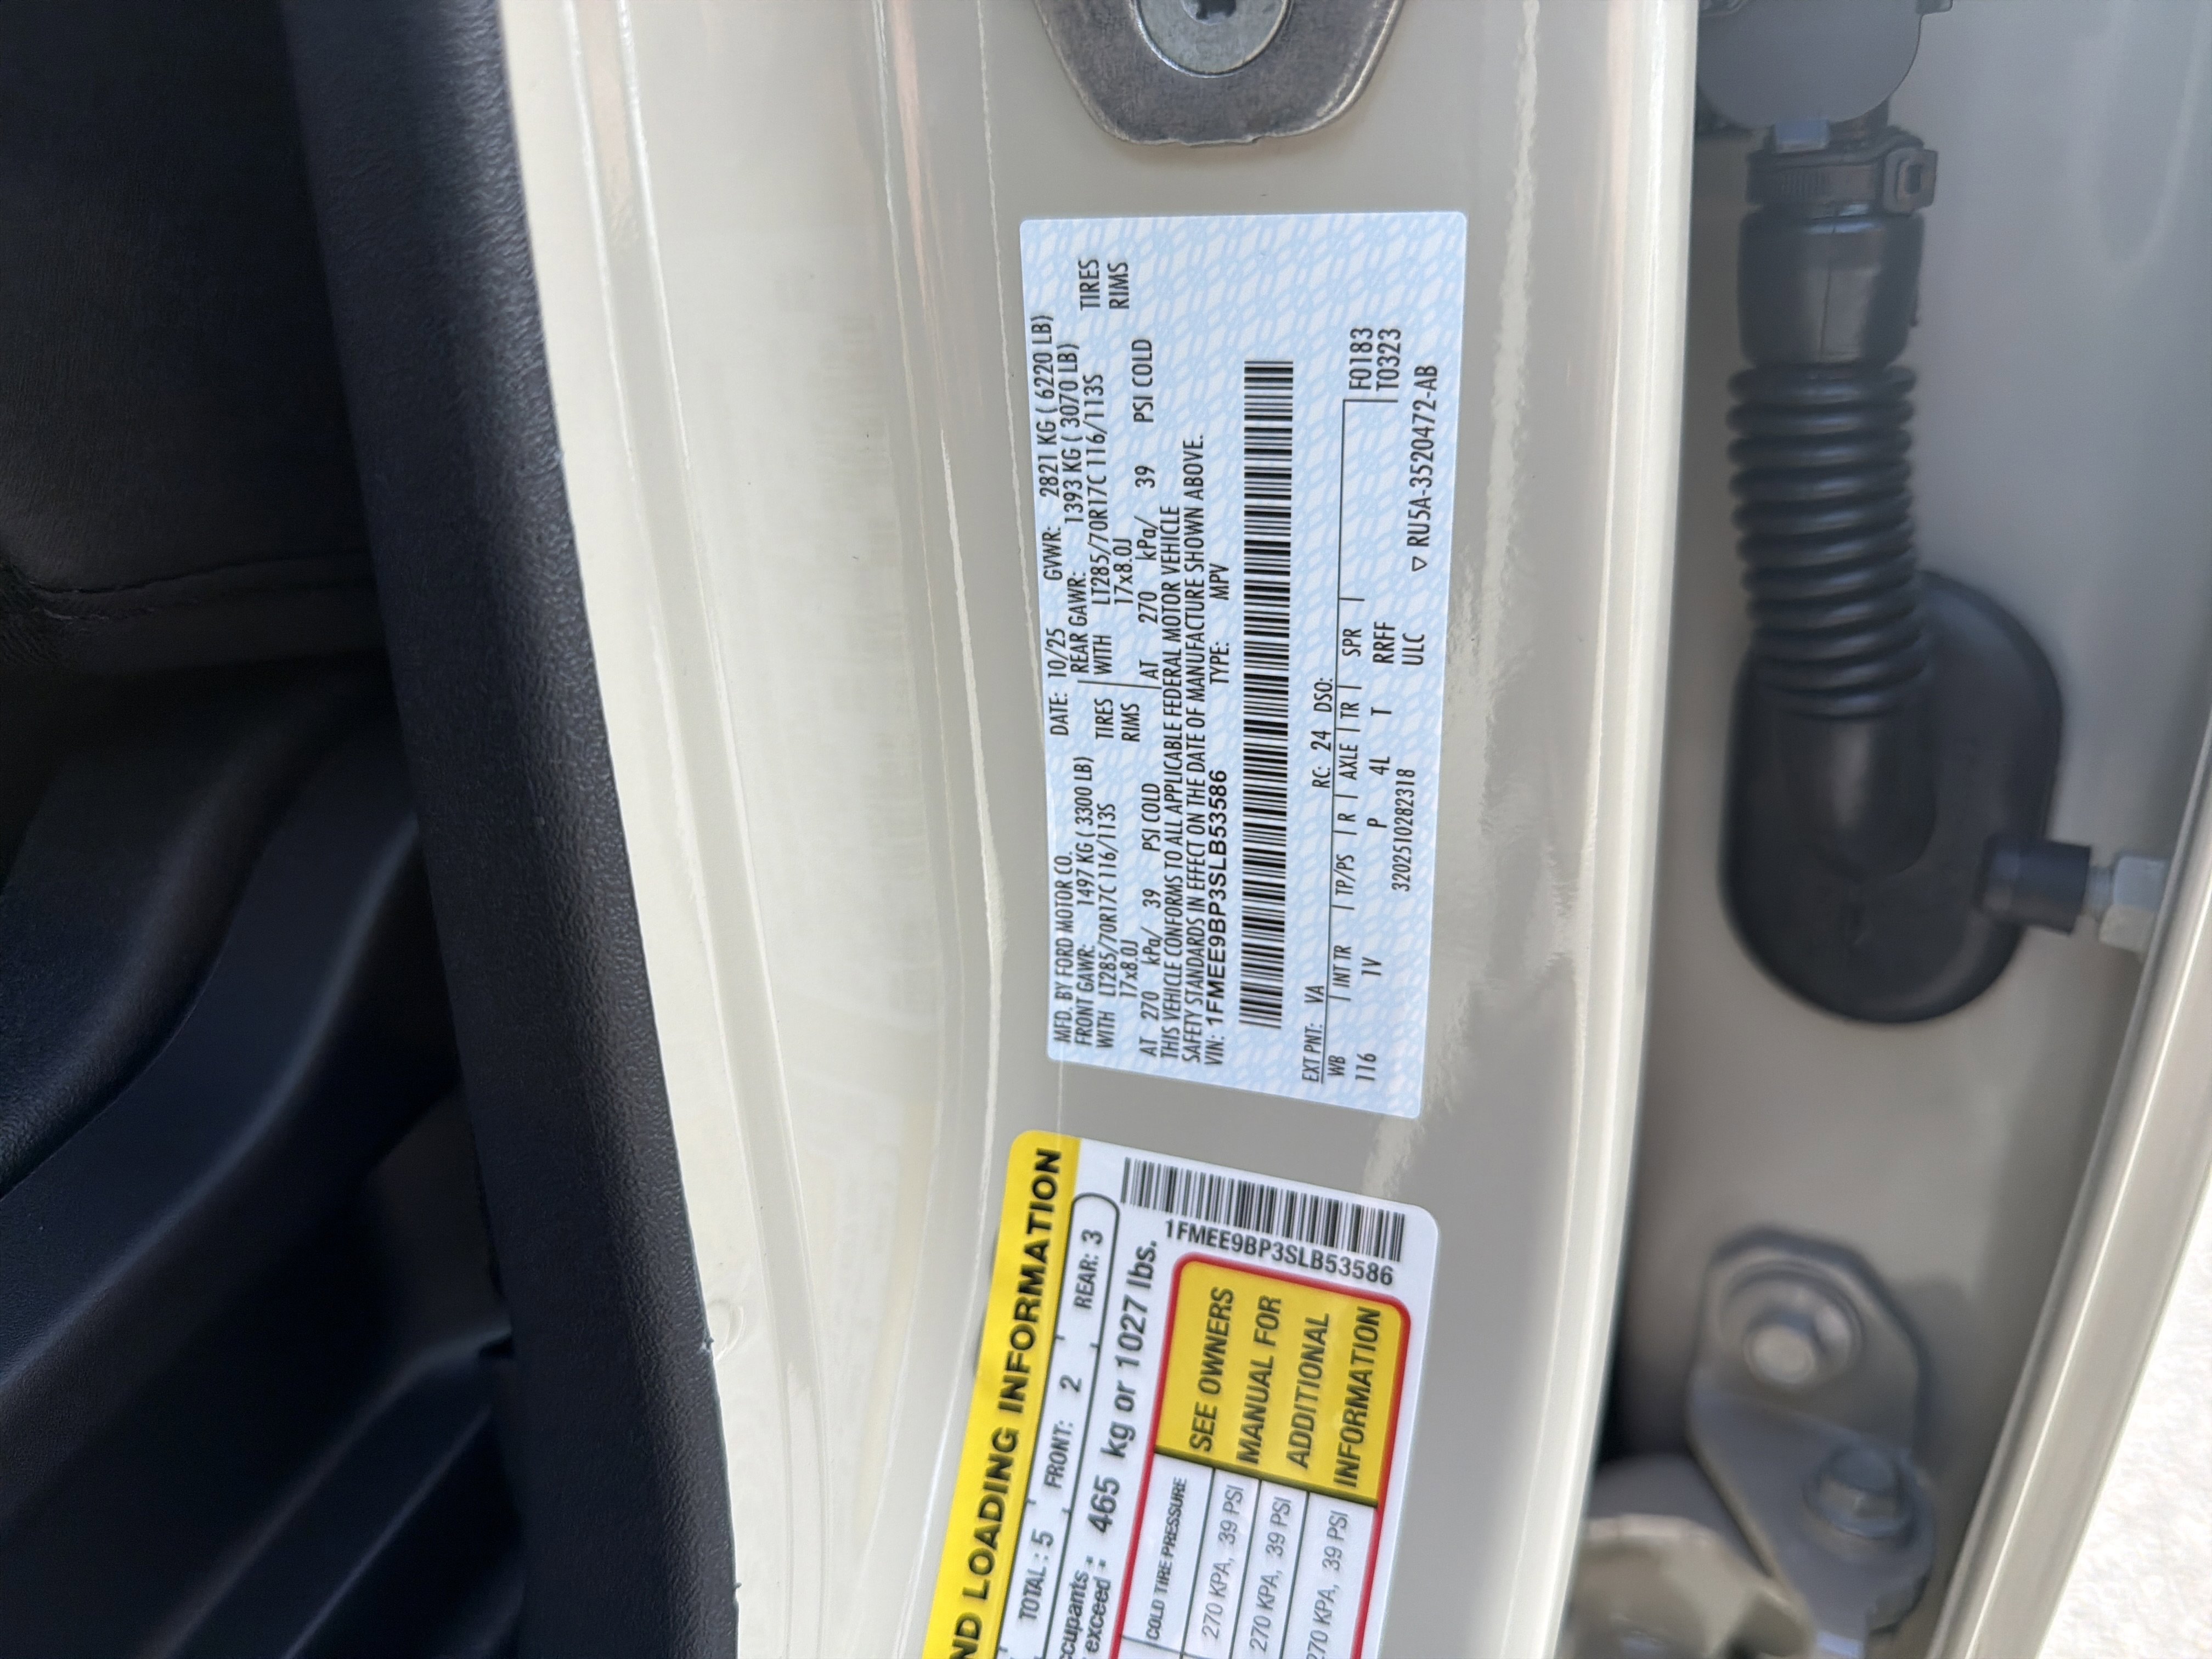 MFD. BY FORD MOTOR CO. DATE: 10/25 GVWR: 2821 KG ( 6220 LB)
FRONT GAWR: 1497 KG ( 3300 LB) REAR GAWR: 1393 KG ( 3070 LB)
WITH LT285/70R17C 116/113S TIRES WITH LT285/70R17C 116/113S TIRES
17x8.0J RIMS 17x8.0J RIMS
AT 270 kPa/ 39 PSI COLD AT 270 kPa/ 39 PSI COLD
THIS VEHICLE CONFORMS TO ALL APPLICABLE FEDERAL MOTOR VEHICLE
SAFETY STANDARDS IN EFFECT ON THE DATE OF MANUFACTURE SHOWN ABOVE.
VIN: 1FMEE9BP3SLB53586 TYPE: MPV
EXT PNT: VA RC: 24 DSO:
WB INT TR TP/PS R AXLE TR SPR F0183
116 1V P 4L T RRFF T0323
3202510282318 ULC
▽ RU5A-3520472-AB
ND LOADING INFORMATION
TOTAL : 5 FRONT: 2 REAR: 3
ccupants
exceed : 465 kg or 1027 lbs.
1FMEE9BP3SLB53586
COLD TIRE PRESSURE
270 KPA, 39 PSI
270 KPA, 39 PSI
270 KPA, 39 PSI
SEE OWNERS
MANUAL FOR
ADDITIONAL
INFORMATION